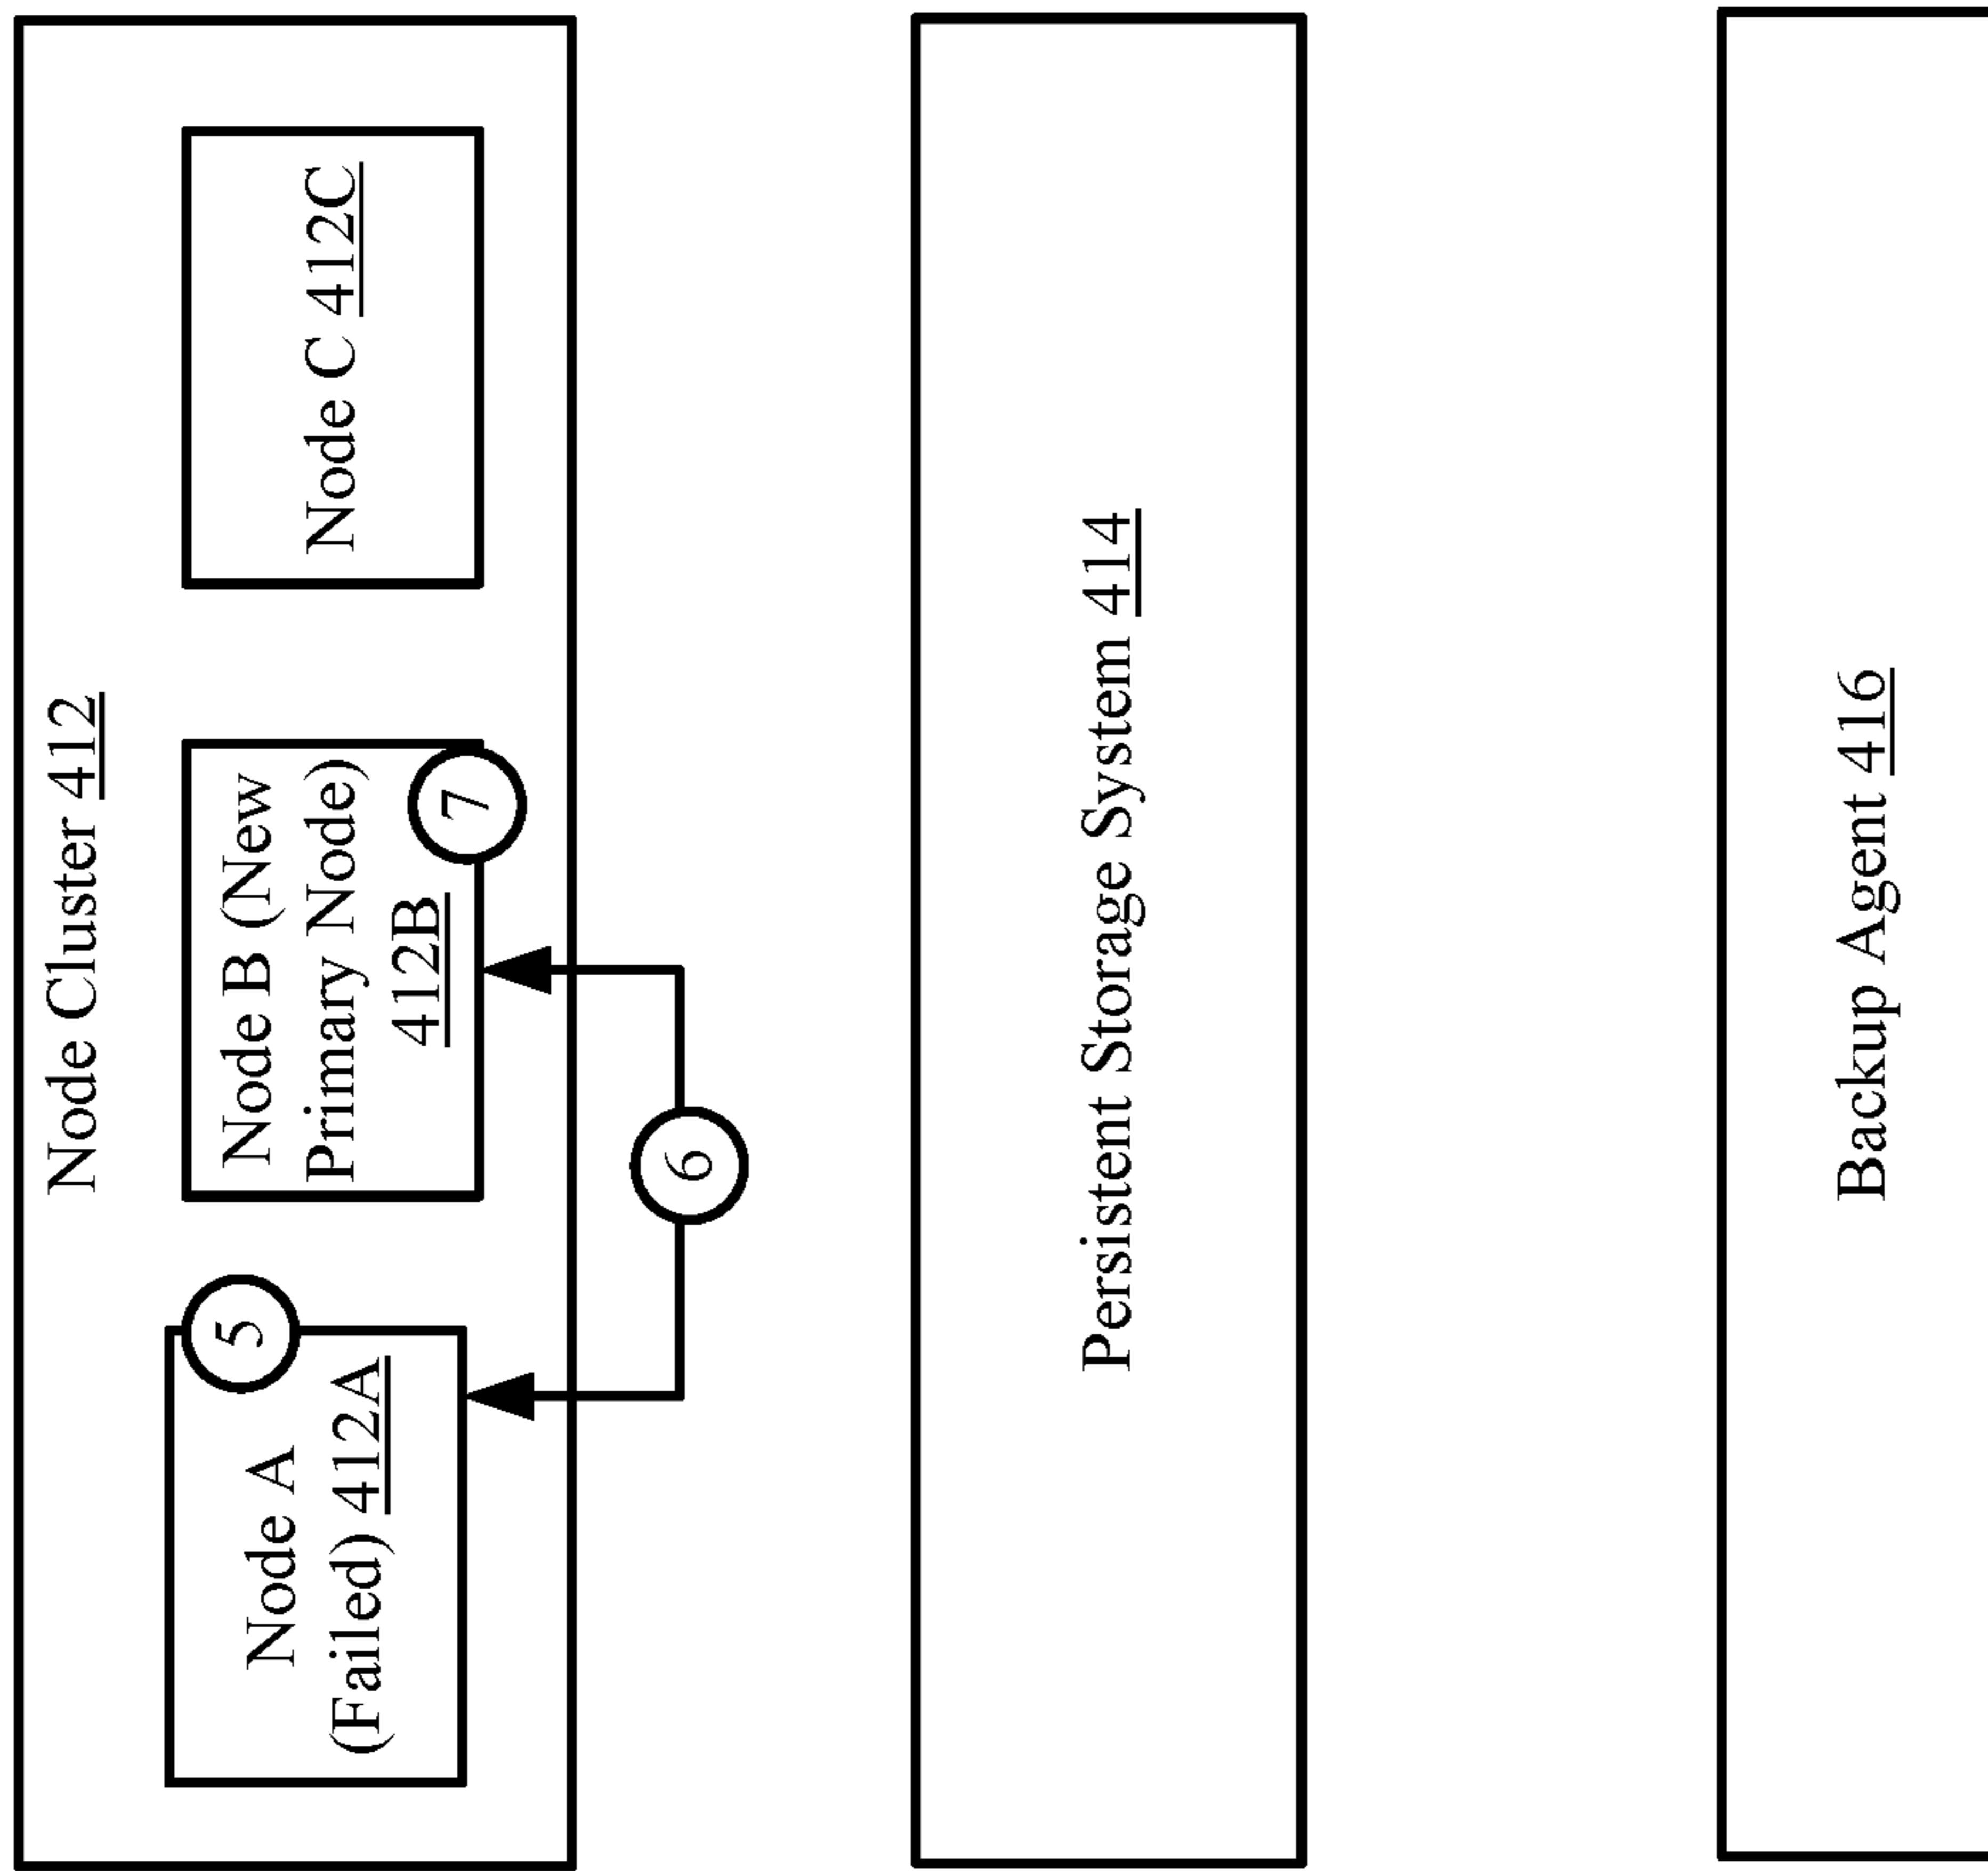 Node Cluster 412
Node A
(Failed) 412A
5
Node B (New
Primary Node)
412B
7
Node C 412C
6
Persistent Storage System 414
Backup Agent 416